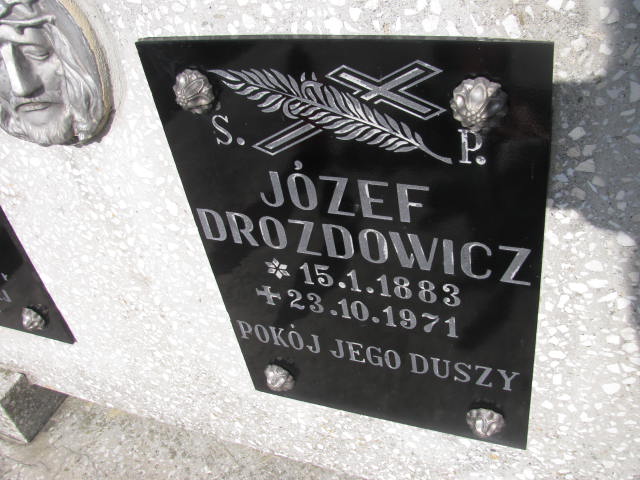 Ś. P.
JÓZEF
DROZDOWICZ
* 15.1.1883
+ 23.10.1971
POKÓJ JEGO DUSZY